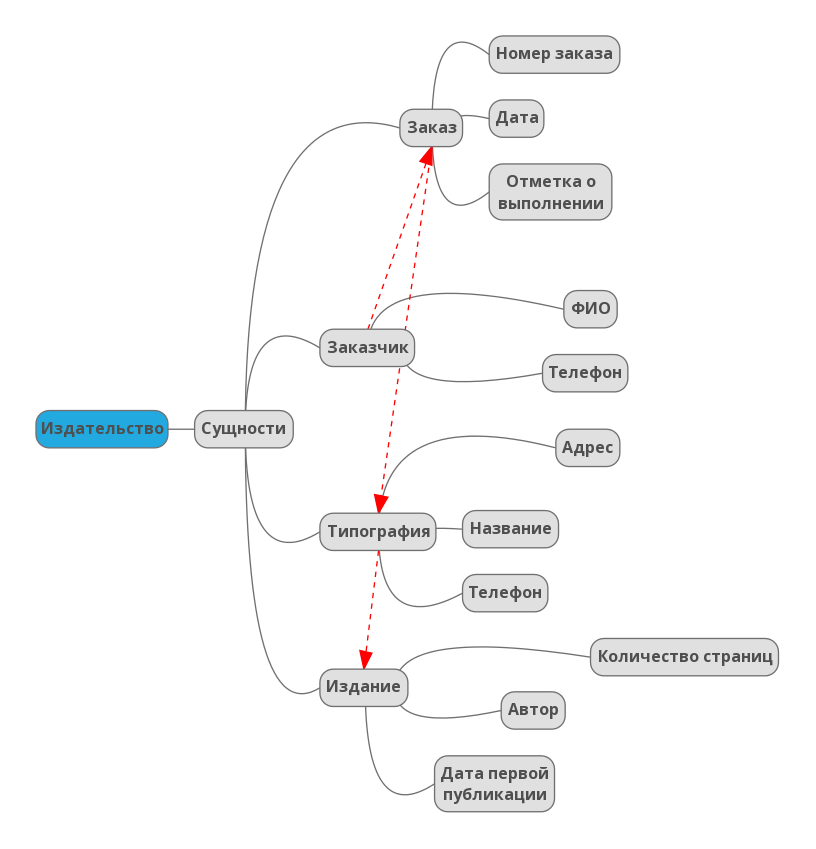 Издательство
Сущности
Заказ
Номер заказа
Дата
Отметка о
выполнении
Заказчик
ФИО
Телефон
Типография
Адрес
Название
Телефон
Издание
Количество страниц
Автор
Дата первой
публикации